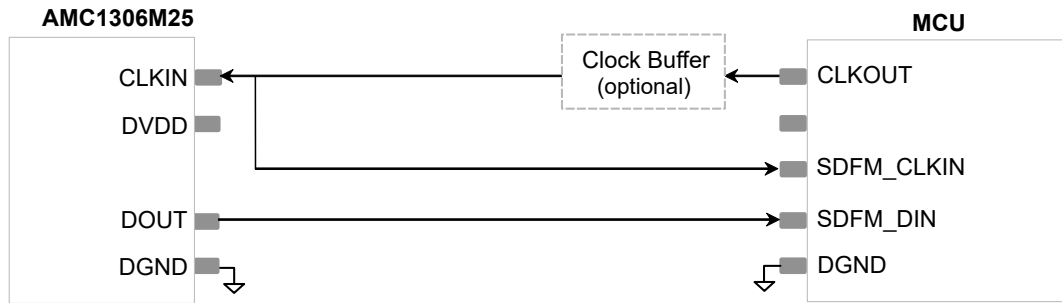 AMC1306M25
MCU
CLKIN
Clock Buffer
(optional)
CLKOUT
DVDD
SDFM_CLKIN
DOUT
SDFM_DIN
DGND
DGND